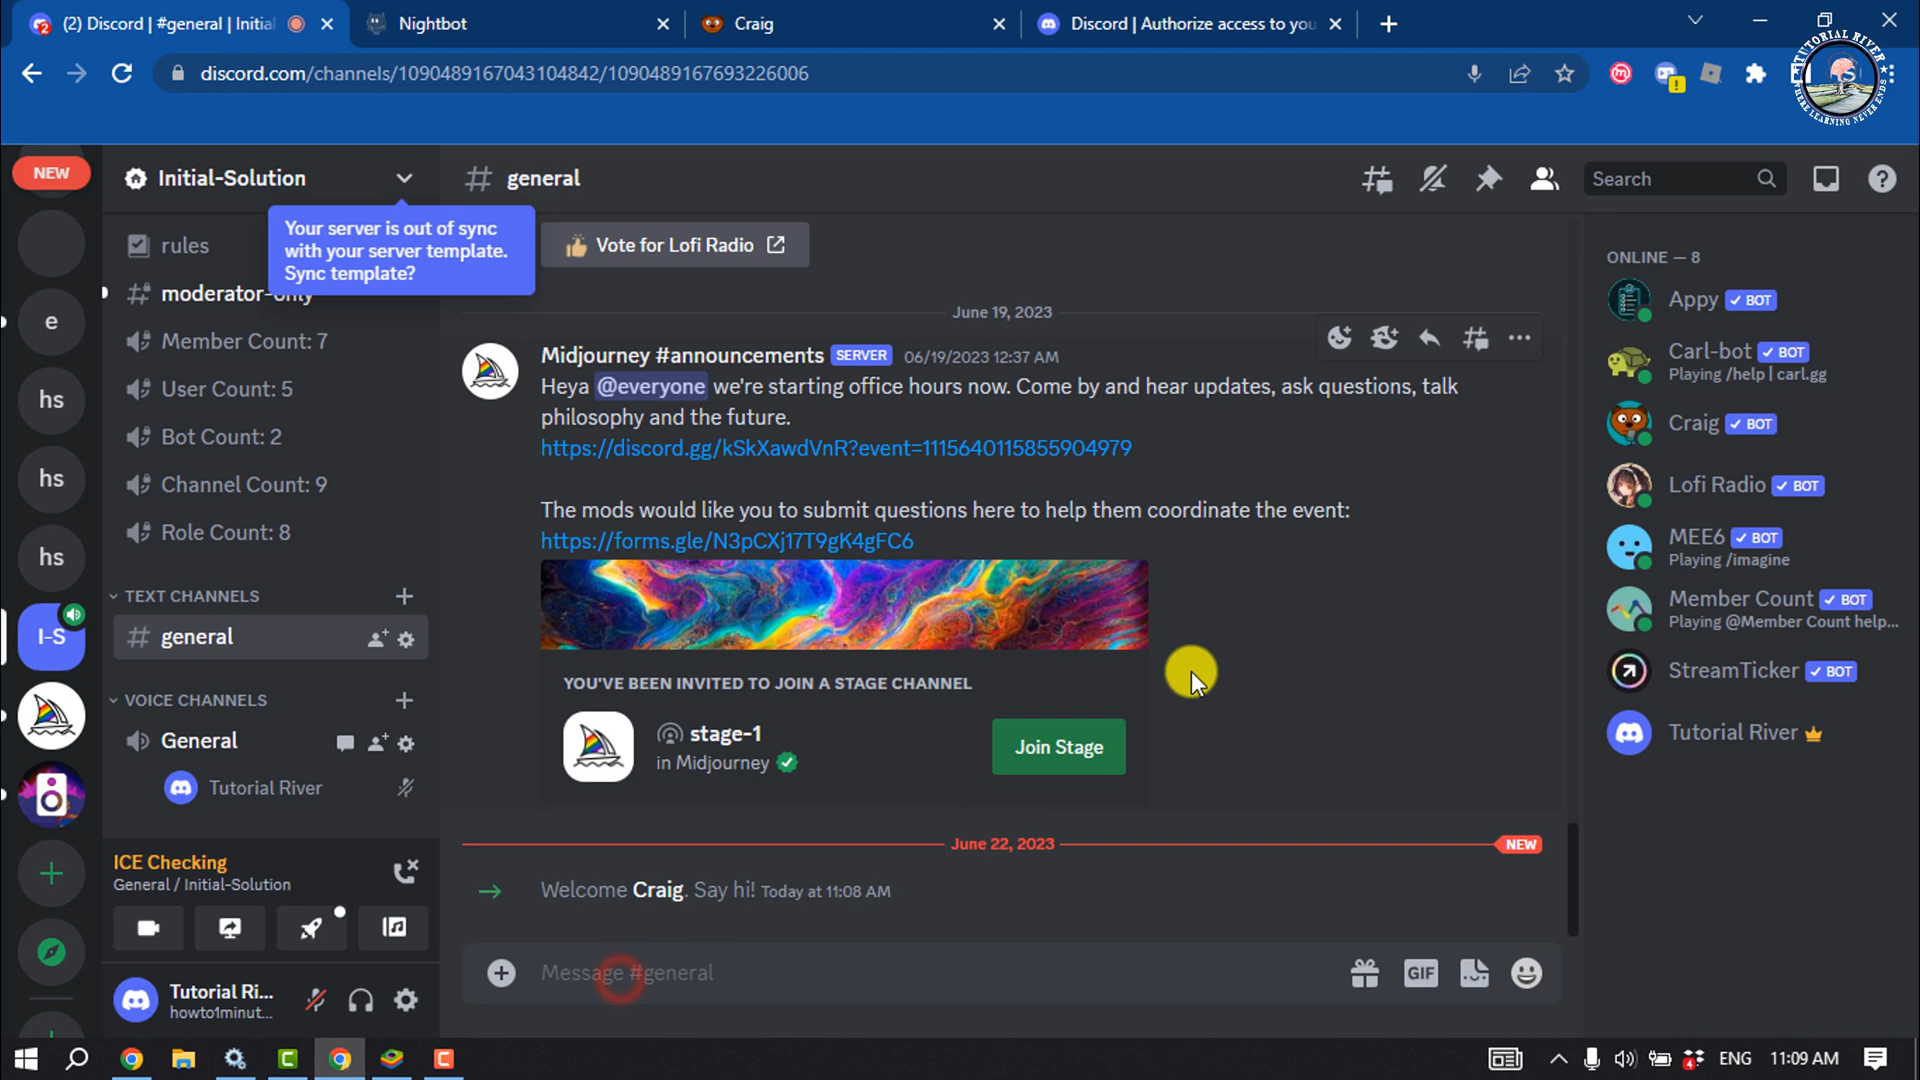 (2) Discord | #general | Initia
Nightbot
Craig
Discord | Authorize access to you
discord.com/channels/1090489167043104842/1090489167693226006
TUTORIAL RIVER
WHERE LEARNING NEVER ENDS
NEW
Initial-Solution
general
Search
Your server is out of sync
with your server template.
Sync template?
rules
moderator-only
Member Count: 7
User Count: 5
Bot Count: 2
Channel Count: 9
Role Count: 8
TEXT CHANNELS
general
VOICE CHANNELS
General
Tutorial River
ICE Checking
General / Initial-Solution
Tutorial Ri...
howto1minut...
e
hs
hs
hs
I-S
Vote for Lofi Radio
June 19, 2023
Midjourney #announcements SERVER 06/19/2023 12:37 AM
Heya @everyone we're starting office hours now. Come by and hear updates, ask questions, talk
philosophy and the future.
https://discord.gg/kSkXawdVnR?event=1115640115855904979
The mods would like you to submit questions here to help them coordinate the event:
https://forms.gle/N3pCXj17T9gK4gFC6
YOU'VE BEEN INVITED TO JOIN A STAGE CHANNEL
stage-1
in Midjourney
Join Stage
June 22, 2023
NEW
Welcome Craig. Say hi! Today at 11:08 AM
Message #general
GIF
ONLINE — 8
Appy BOT
Carl-bot BOT
Playing /help | carl.gg
Craig BOT
Lofi Radio BOT
MEE6 BOT
Playing /imagine
Member Count BOT
Playing @Member Count help...
StreamTicker BOT
Tutorial River
ENG
11:09 AM